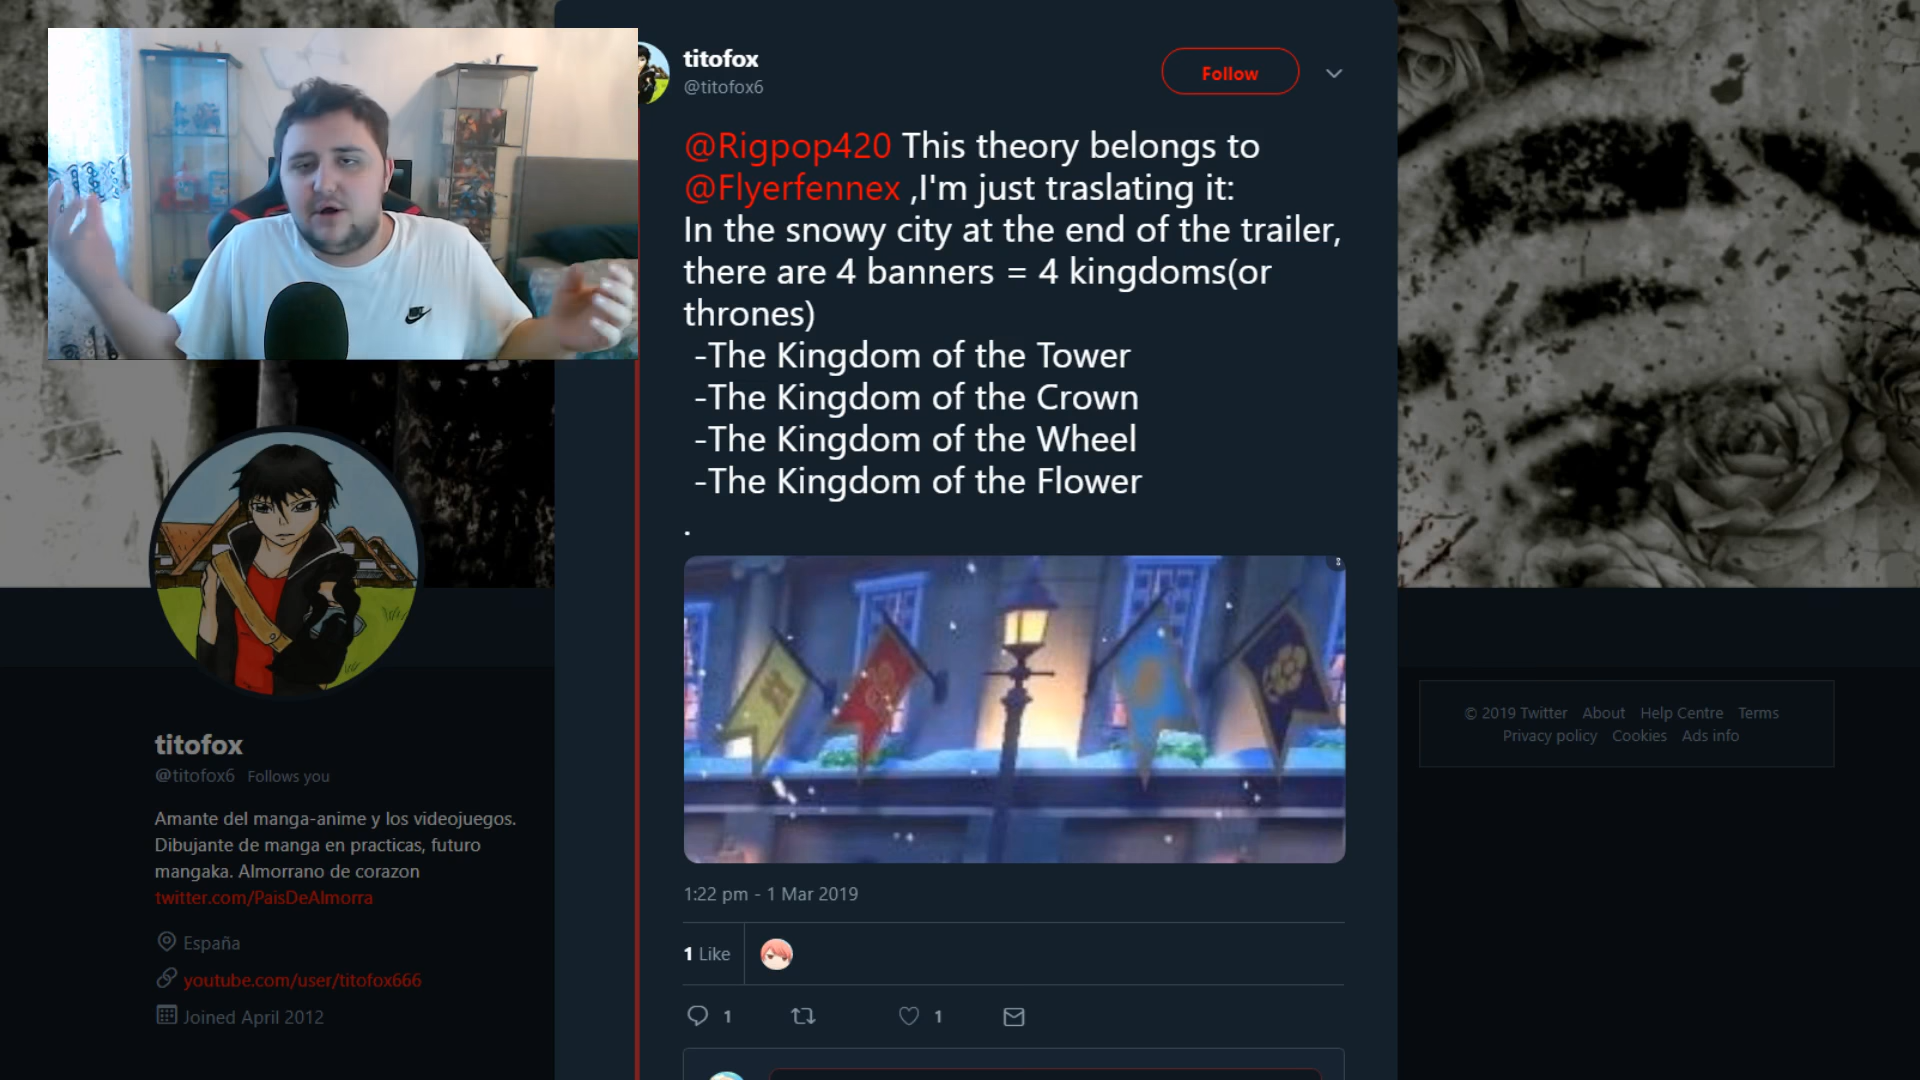 titofox
@titofox6
Follow
@Rigpop420 This theory belongs to
@Flyerfennex ,I'm just traslating it:
In the snowy city at the end of the trailer,
there are 4 banners = 4 kingdoms(or
thrones)
-The Kingdom of the Tower
-The Kingdom of the Crown
-The Kingdom of the Wheel
-The Kingdom of the Flower
.
1:22 pm - 1 Mar 2019
1 Like
1
1
titofox
@titofox6 Follows you
Amante del manga-anime y los videojuegos.
Dibujante de manga en practicas, futuro
mangaka. Almorrano de corazon
twitter.com/PaisDeAlmorra
España
youtube.com/user/titofox666
Joined April 2012
© 2019 Twitter About Help Centre Terms
Privacy policy Cookies Ads info